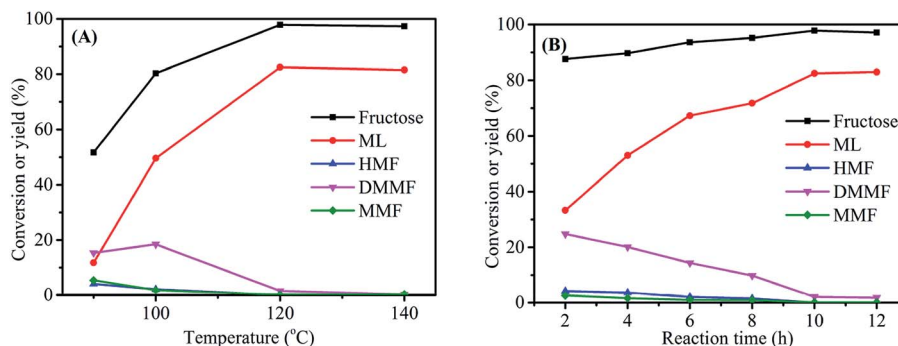 (A)
Conversion or yield (%)
100
80
60
40
20
0
Fructose
ML
HMF
DMMF
MMF
100
120
140
Temperature (°C)
(B)
Conversion or yield (%)
100
80
60
40
20
0
Fructose
ML
HMF
DMMF
MMF
2
4
6
8
10
12
Reaction time (h)